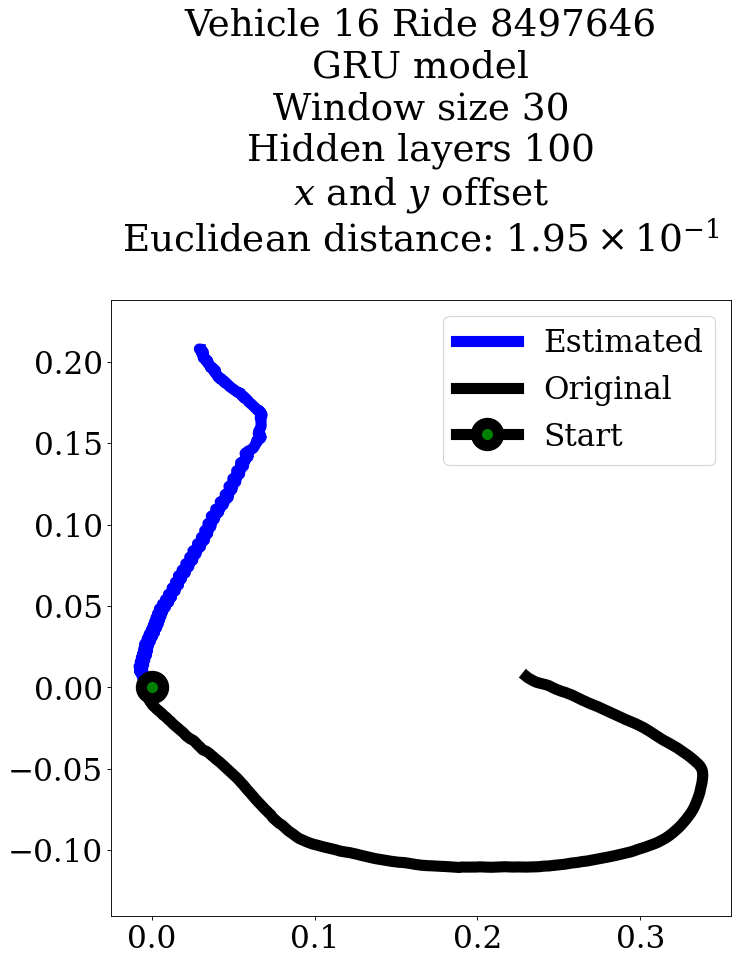 Vehicle 16 Ride 8497646
GRU model
Window size 30
Hidden layers 100
x and y offset
Euclidean distance: 1.95 × 10⁻¹
Estimated
Original
Start
0.20
0.15
0.10
0.05
0.00
−0.05
−0.10
0.0 0.1 0.2 0.3